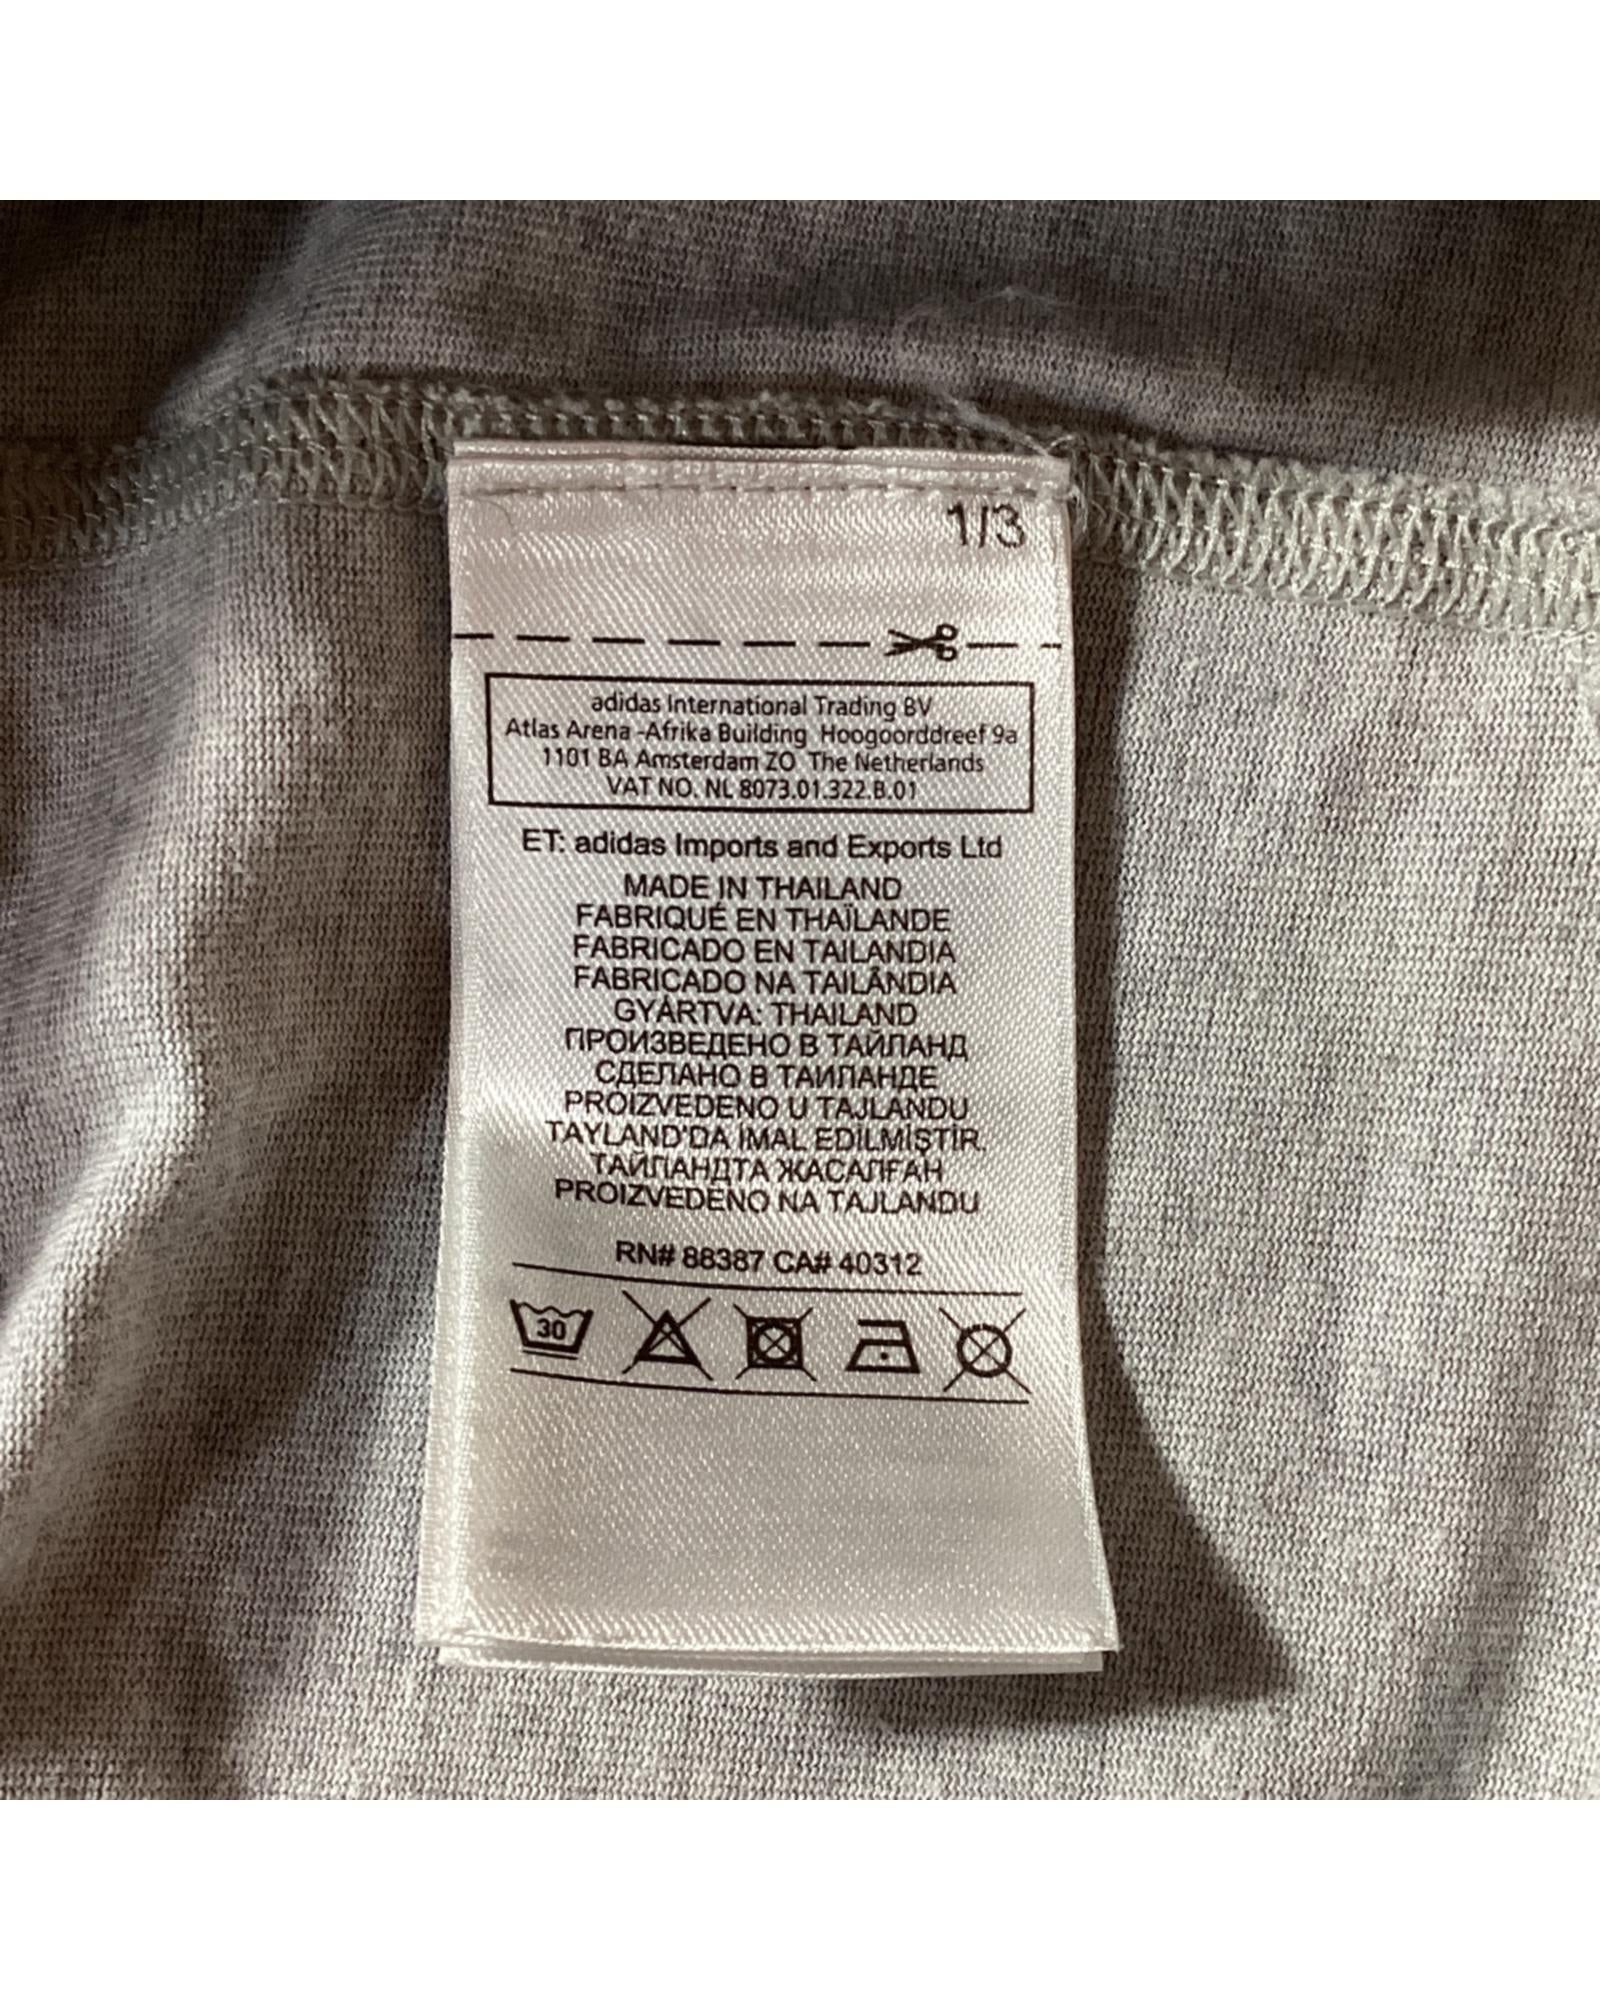 1/3
adidas International Trading BV
Atlas Arena -Afrika Building Hoogoorddreef 9a
1101 BA Amsterdam ZO The Netherlands
VAT NO. NL 8073.01.322.B.01
ET: adidas Imports and Exports Ltd
MADE IN THAILAND
FABRIQUÉ EN THAÏLANDE
FABRICADO EN TAILANDIA
FABRICADO NA TAILÂNDIA
GYÁRTVA: THAILAND
ПРОИЗВЕДЕНО В ТАЙЛАНД
СДЕЛАНО В ТАИЛАНДЕ
PROIZVEDENO U TAJLANDU
TAYLAND'DA İMAL EDİLMİŞTİR.
ТАЙЛАНДТА ЖАСАЛҒАН
PROIZVEDENO NA TAJLANDU
RN# 88387 CA# 40312
30